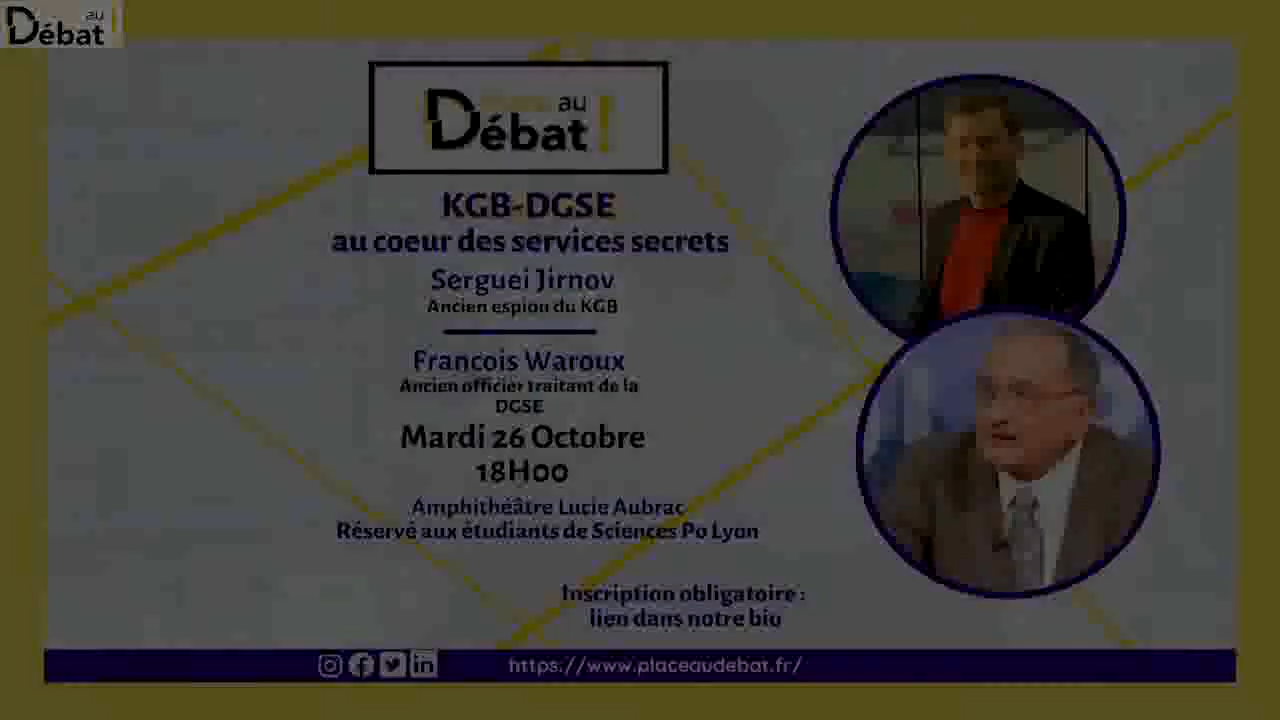 au
Débat !
Place au
Débat !
KGB-DGSE
au coeur des services secrets
Serguei Jirnov
Ancien espion du KGB
Francois Waroux
Ancien officier traitant de la
DGSE
Mardi 26 Octobre
18H00
Amphithéâtre Lucie Aubrac
Réservé aux étudiants de Sciences Po Lyon
Inscription obligatoire :
lien dans notre bio
https://www.placeaudebat.fr/